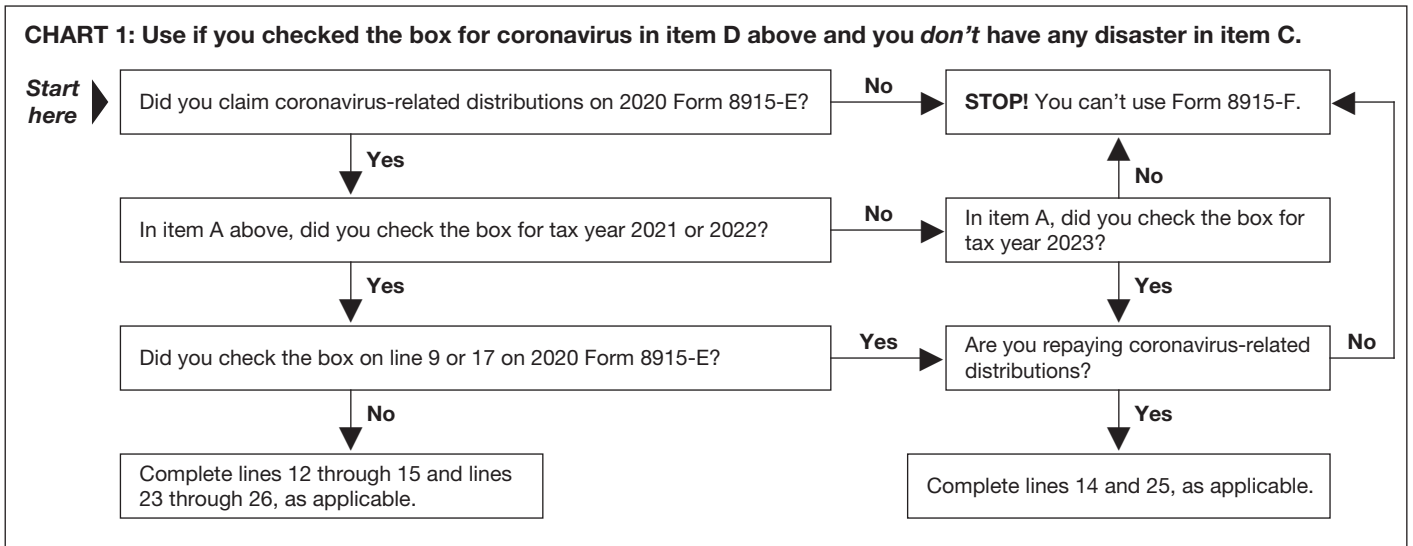 CHART 1: Use if you checked the box for coronavirus in item D above and you don't have any disaster in item C.
Start
here
Did you claim coronavirus-related distributions on 2020 Form 8915-E?
No
STOP! You can't use Form 8915-F.
Yes
No
In item A above, did you check the box for tax year 2021 or 2022?
No
In item A, did you check the box for
tax year 2023?
Yes
Yes
Did you check the box on line 9 or 17 on 2020 Form 8915-E?
Yes
Are you repaying coronavirus-related
distributions?
No
No
Yes
Complete lines 12 through 15 and lines
23 through 26, as applicable.
Complete lines 14 and 25, as applicable.